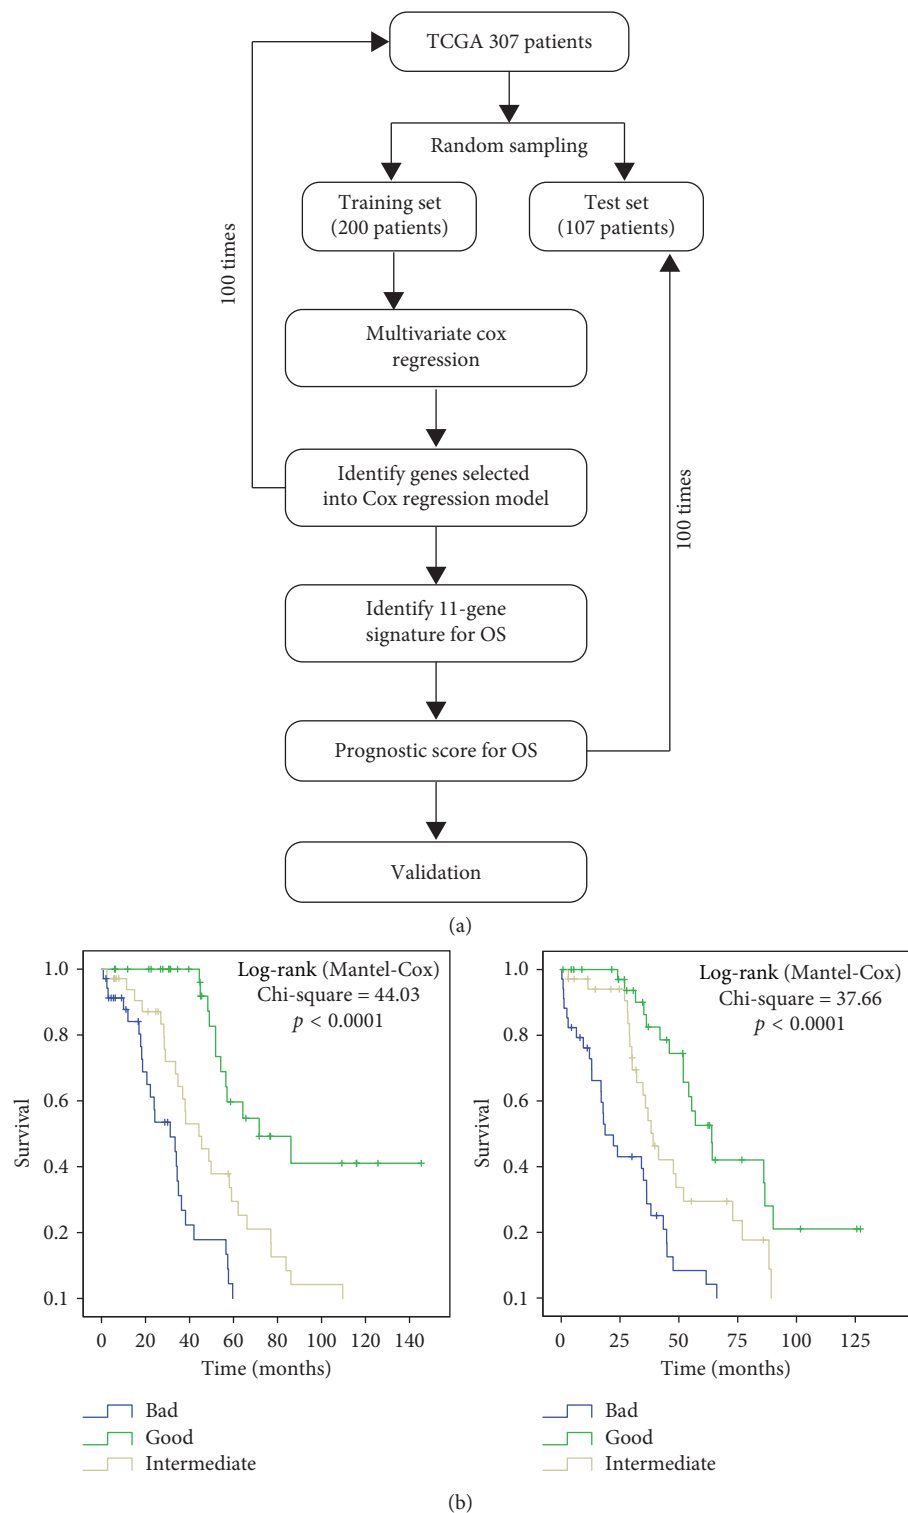 TCGA 307 patients
Random sampling
Training set
(200 patients)
Test set
(107 patients)
100 times
Multivariate cox
regression
Identify genes selected
into Cox regression model
100 times
Identify 11-gene
signature for OS
Prognostic score for OS
Validation
(a)
Log-rank (Mantel-Cox)
Chi-square = 44.03
p < 0.0001
Survival
1.0
0.8
0.6
0.4
0.2
0.1
0 20 40 60 80 100 120 140
Time (months)
Bad
Good
Intermediate
Log-rank (Mantel-Cox)
Chi-square = 37.66
p < 0.0001
Survival
1.0
0.8
0.6
0.4
0.2
0.1
0 25 50 75 100 125
Time (months)
Bad
Good
Intermediate
(b)